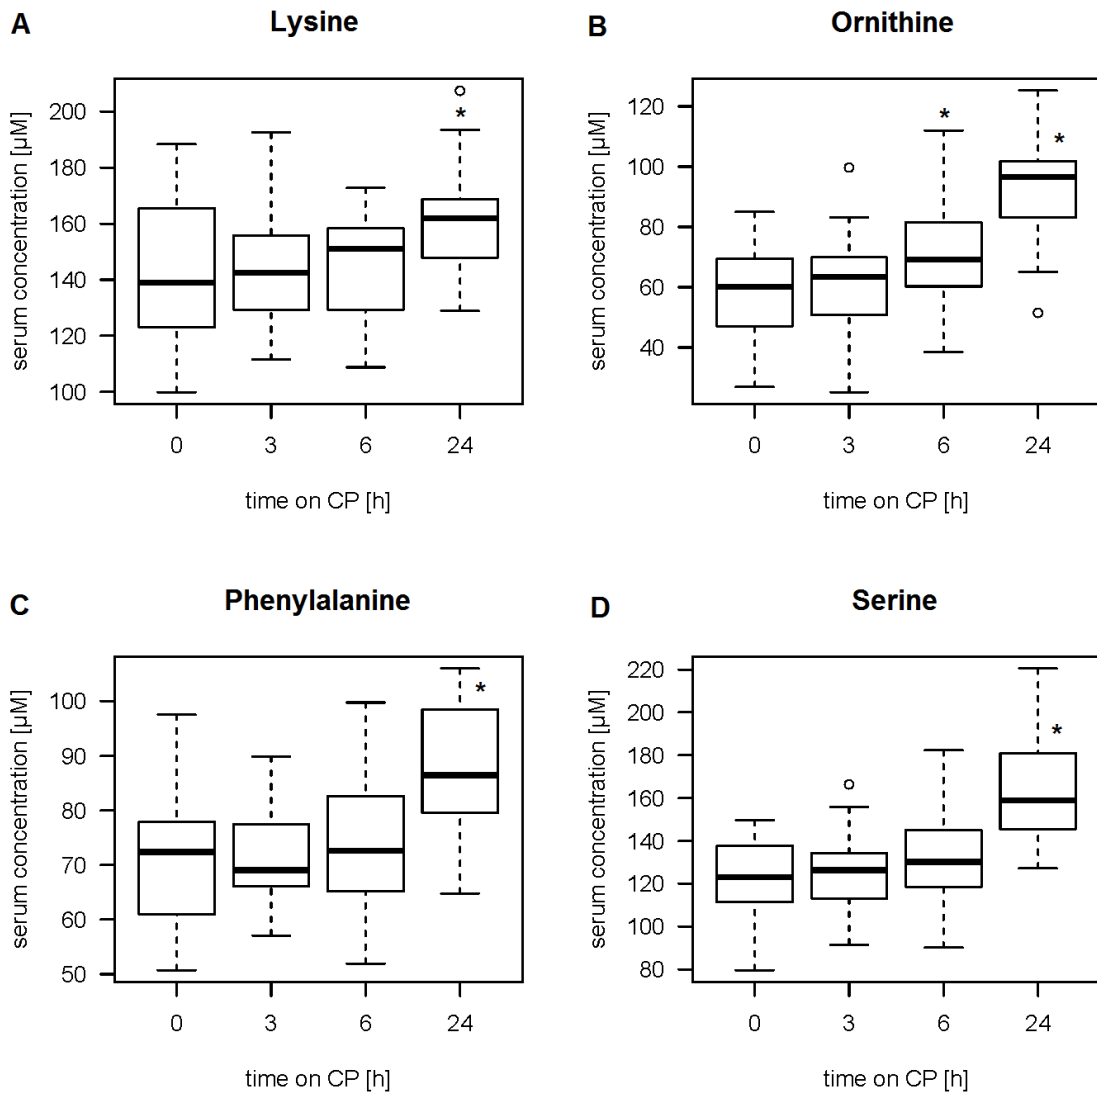 A
Lysine
serum concentration [µM]
200
180
160
140
120
100
*
0 3 6 24
time on CP [h]
B
Ornithine
serum concentration [µM]
120
100
80
60
40
* *
0 3 6 24
time on CP [h]
C
Phenylalanine
serum concentration [µM]
100
90
80
70
60
50
*
0 3 6 24
time on CP [h]
D
Serine
serum concentration [µM]
220
200
180
160
140
120
100
80
*
0 3 6 24
time on CP [h]